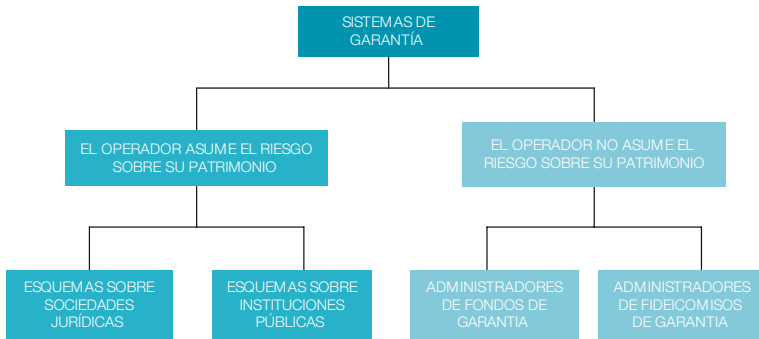 SISTEMAS DE
GARANTÍA
EL OPERADOR ASUME EL RIESGO
SOBRE SU PATRIMONIO
EL OPERADOR NO ASUME EL
RIESGO SOBRE SU PATRIMONIO
ESQUEMAS SOBRE
SOCIEDADES
JURÍDICAS
ESQUEMAS SOBRE
INSTITUCIONES
PÚBLICAS
ADMINISTRADORES
DE FONDOS DE
GARANTIA
ADMINISTRADORES
DE FIDEICOMISOS
DE GARANTIA